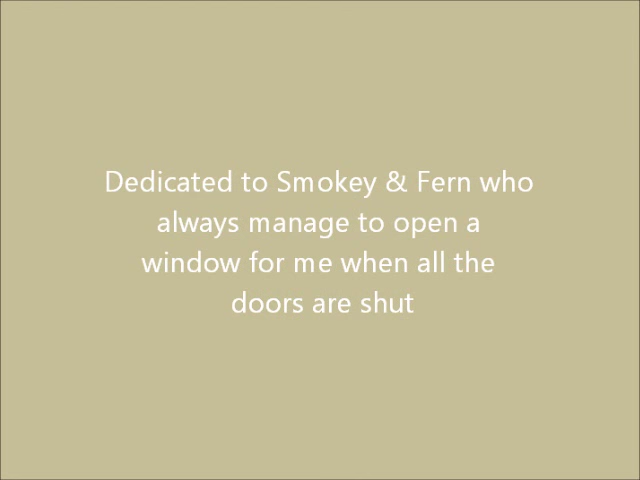 Dedicated to Smokey & Fern who
always manage to open a
window for me when all the
doors are shut